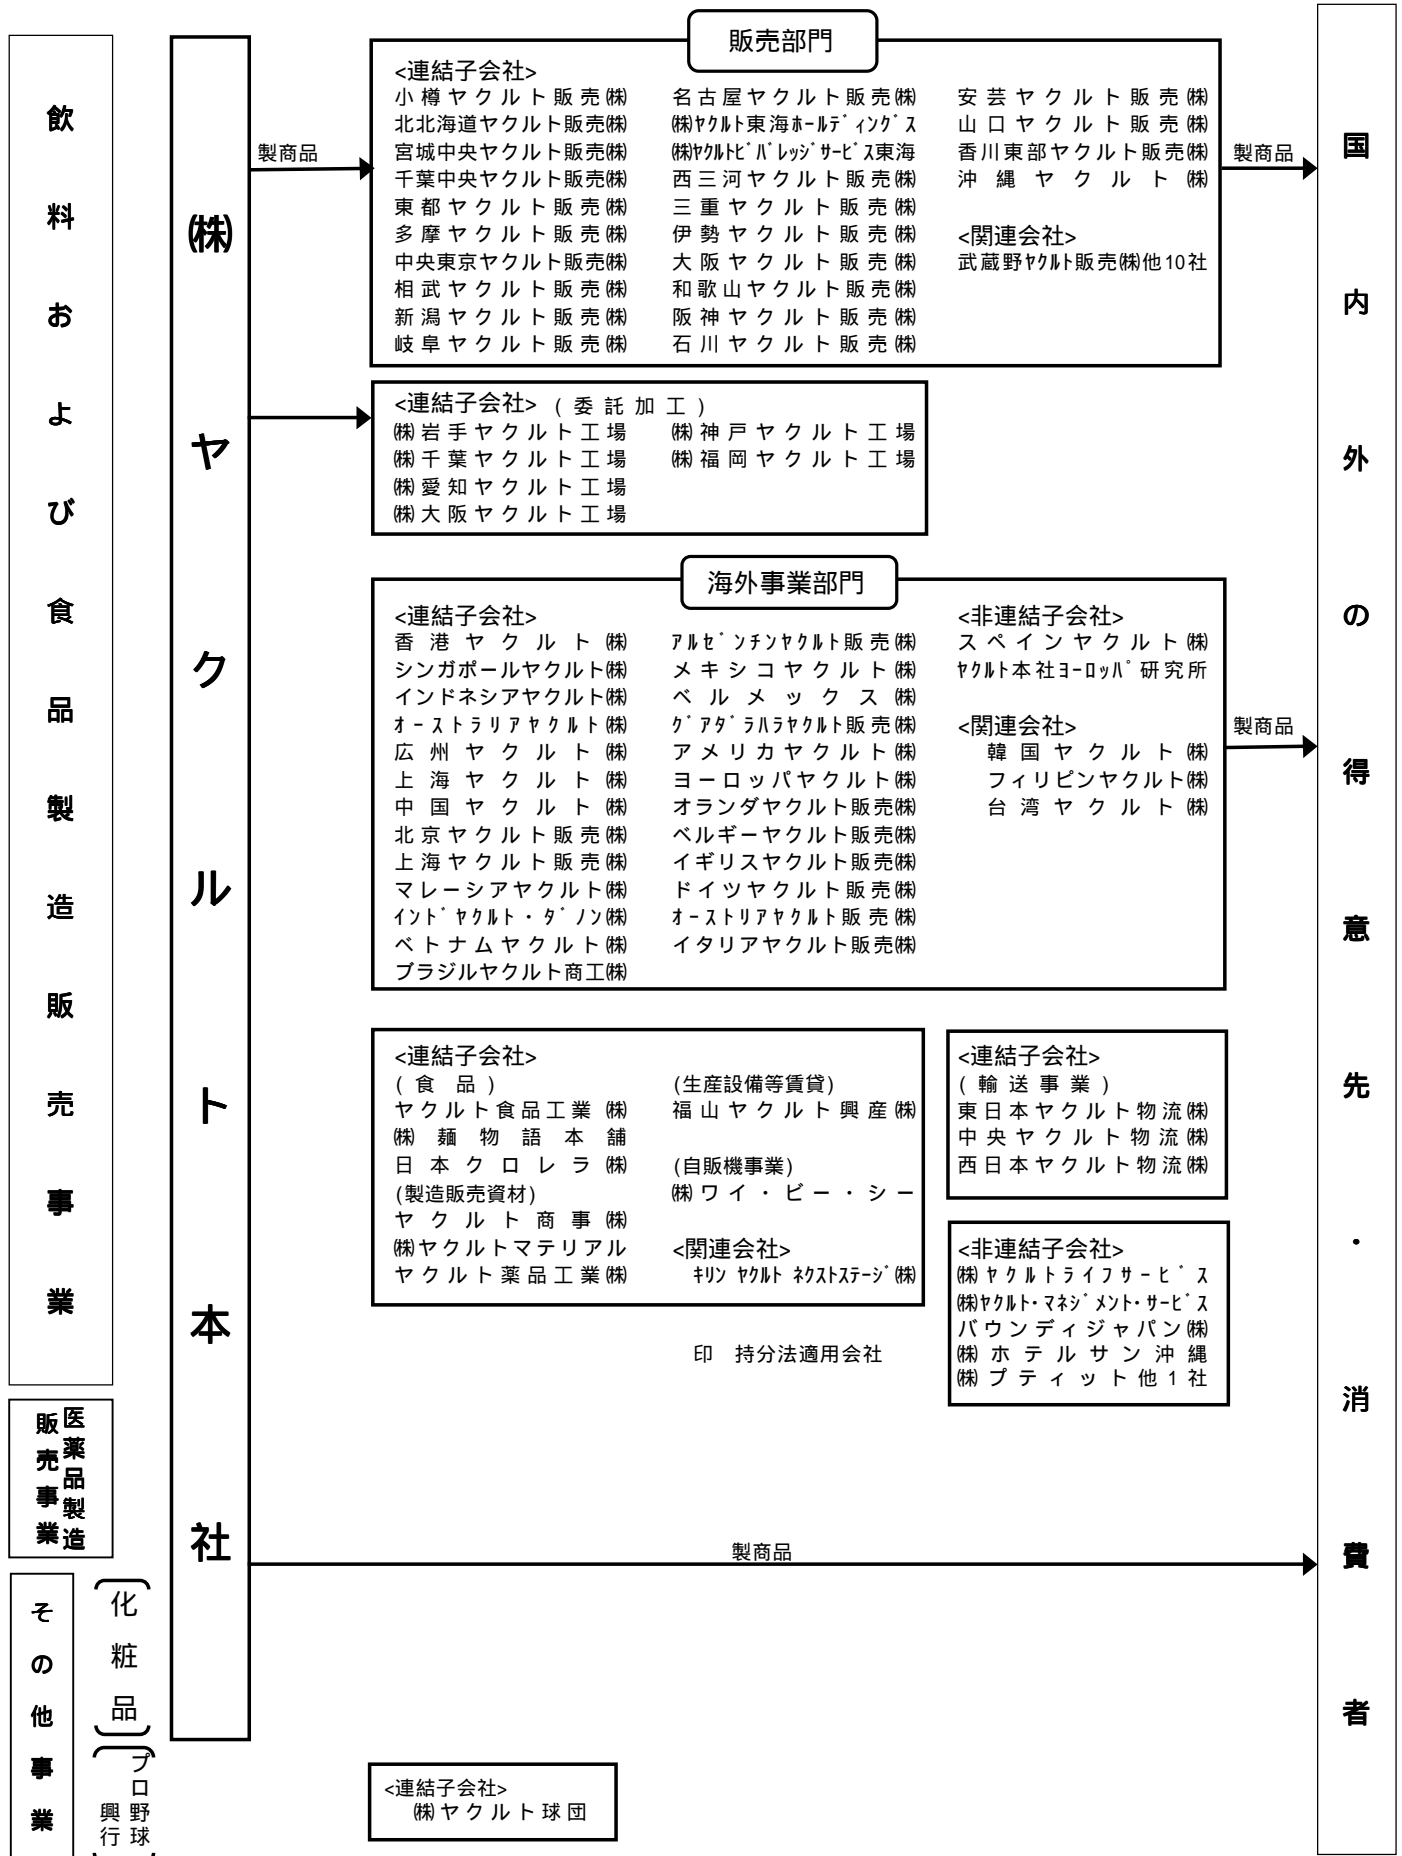 飲料および食品製造販売事業
医薬品製造
販売事業
その他事業
化粧品
プロ野球
興行
㈱ヤクルト本社
製商品
販売部門
<連結子会社>
小樽ヤクルト販売㈱
北北海道ヤクルト販売㈱
宮城中央ヤクルト販売㈱
千葉中央ヤクルト販売㈱
東都ヤクルト販売㈱
多摩ヤクルト販売㈱
中央東京ヤクルト販売㈱
相武ヤクルト販売㈱
新潟ヤクルト販売㈱
岐阜ヤクルト販売㈱
名古屋ヤクルト販売㈱
㈱ヤクルト東海ホールディングス
㈱ヤクルトビバレッジサービス東海
西三河ヤクルト販売㈱
三重ヤクルト販売㈱
伊勢ヤクルト販売㈱
大阪ヤクルト販売㈱
和歌山ヤクルト販売㈱
阪神ヤクルト販売㈱
石川ヤクルト販売㈱
安芸ヤクルト販売㈱
山口ヤクルト販売㈱
香川東部ヤクルト販売㈱
沖縄ヤクルト㈱
<関連会社>
武蔵野ヤクルト販売㈱他10社
製商品
<連結子会社>(委託加工)
㈱岩手ヤクルト工場
㈱千葉ヤクルト工場
㈱愛知ヤクルト工場
㈱大阪ヤクルト工場
㈱神戸ヤクルト工場
㈱福岡ヤクルト工場
海外事業部門
<連結子会社>
香港ヤクルト㈱
シンガポールヤクルト㈱
インドネシアヤクルト㈱
オーストラリアヤクルト㈱
広州ヤクルト㈱
上海ヤクルト㈱
中国ヤクルト㈱
北京ヤクルト販売㈱
上海ヤクルト販売㈱
マレーシアヤクルト㈱
インドヤクルト・ダノン㈱
ベトナムヤクルト㈱
ブラジルヤクルト商工㈱
アルゼンチンヤクルト販売㈱
メキシコヤクルト㈱
ベルメックス㈱
グアダラハラヤクルト販売㈱
アメリカヤクルト㈱
ヨーロッパヤクルト㈱
オランダヤクルト販売㈱
ベルギーヤクルト販売㈱
イギリスヤクルト販売㈱
ドイツヤクルト販売㈱
オーストリアヤクルト販売㈱
イタリアヤクルト販売㈱
<非連結子会社>
スペインヤクルト㈱
ヤクルト本社ヨーロッパ研究所
<関連会社>
韓国ヤクルト㈱
フィリピンヤクルト㈱
台湾ヤクルト㈱
製商品
<連結子会社>
(食品)
ヤクルト食品工業㈱
㈱麺物語本舗
日本クロレラ㈱
(製造販売資材)
ヤクルト商事㈱
㈱ヤクルトマテリアル
ヤクルト薬品工業㈱
(生産設備等賃貸)
福山ヤクルト興産㈱
(自販機事業)
㈱ワイ・ビー・シー
<関連会社>
キリン ヤクルト ネクストステージ㈱
<連結子会社>
(輸送事業)
東日本ヤクルト物流㈱
中央ヤクルト物流㈱
西日本ヤクルト物流㈱
<非連結子会社>
㈱ヤクルトライフサービス
㈱ヤクルト・マネジメント・サービス
バウンディジャパン㈱
㈱ホテルサン沖縄
㈱プティット他1社
印 持分法適用会社
製商品
<連結子会社>
㈱ヤクルト球団
国内外の得意先・消費者